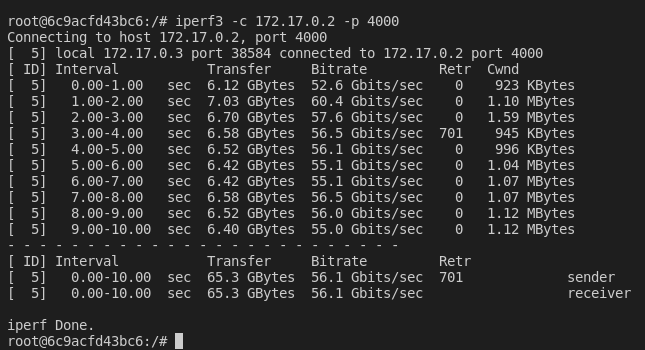 root@6c9acfd43bc6:/# iperf3 -c 172.17.0.2 -p 4000
Connecting to host 172.17.0.2, port 4000
[  5] local 172.17.0.3 port 38584 connected to 172.17.0.2 port 4000
[ ID] Interval           Transfer     Bitrate         Retr  Cwnd
[  5]   0.00-1.00   sec  6.12 GBytes  52.6 Gbits/sec    0    923 KBytes
[  5]   1.00-2.00   sec  7.03 GBytes  60.4 Gbits/sec    0   1.10 MBytes
[  5]   2.00-3.00   sec  6.70 GBytes  57.6 Gbits/sec    0   1.59 MBytes
[  5]   3.00-4.00   sec  6.58 GBytes  56.5 Gbits/sec  701    945 KBytes
[  5]   4.00-5.00   sec  6.52 GBytes  56.1 Gbits/sec    0    996 KBytes
[  5]   5.00-6.00   sec  6.42 GBytes  55.1 Gbits/sec    0   1.04 MBytes
[  5]   6.00-7.00   sec  6.42 GBytes  55.1 Gbits/sec    0   1.07 MBytes
[  5]   7.00-8.00   sec  6.58 GBytes  56.5 Gbits/sec    0   1.07 MBytes
[  5]   8.00-9.00   sec  6.52 GBytes  56.0 Gbits/sec    0   1.12 MBytes
[  5]   9.00-10.00  sec  6.40 GBytes  55.0 Gbits/sec    0   1.12 MBytes
- - - - - - - - - - - - - - - - - - - - - - - - -
[ ID] Interval           Transfer     Bitrate         Retr
[  5]   0.00-10.00  sec  65.3 GBytes  56.1 Gbits/sec  701             sender
[  5]   0.00-10.00  sec  65.3 GBytes  56.1 Gbits/sec                  receiver

iperf Done.
root@6c9acfd43bc6:/#